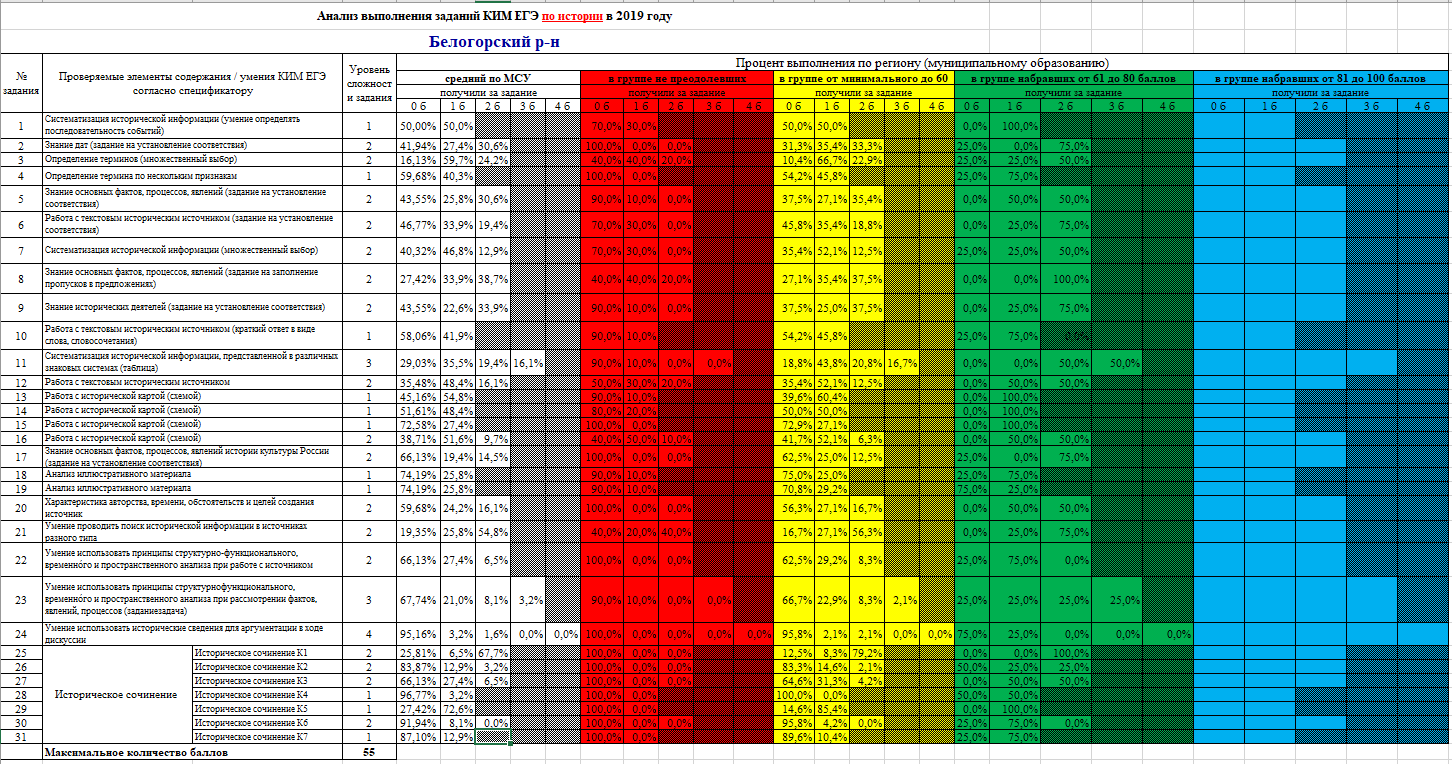 Анализ выполнения заданий КИМ ЕГЭ по истории в 2019 году
Белогорский р-н
№ задания Проверяемые элементы содержания / умения КИМ ЕГЭ согласно спецификатору Уровень сложност и задания Процент выполнения по региону (муниципальному образованию)
средний по МСУ в группе не преодолевших в группе от минимального до 60 в группе набравших от 61 до 80 баллов в группе набравших от 81 до 100 баллов
получили за задание получили за задание получили за задание получили за задание получили за задание
0 б 1 б 2 б 3 б 4 б 0 б 1 б 2 б 3 б 4 б 0 б 1 б 2 б 3 б 4 б 0 б 1 б 2 б 3 б 4 б 0 б 1 б 2 б 3 б 4 б
1 Систематизация исторической информации (умение определять последовательность событий) 1 50,00% 50,0% 70,0% 30,0% 50,0% 50,0% 0,0% 100,0%
2 Знание дат (задание на установление соответствия) 2 41,94% 27,4% 30,6% 100,0% 0,0% 0,0% 31,3% 35,4% 33,3% 25,0% 0,0% 75,0%
3 Определение терминов (множественный выбор) 2 16,13% 59,7% 24,2% 40,0% 40,0% 20,0% 10,4% 66,7% 22,9% 25,0% 25,0% 50,0%
4 Определение термина по нескольким признакам 1 59,68% 40,3% 100,0% 0,0% 54,2% 45,8% 25,0% 75,0%
5 Знание основных фактов, процессов, явлений (задание на установление соответствия) 2 43,55% 25,8% 30,6% 90,0% 10,0% 0,0% 37,5% 27,1% 35,4% 0,0% 50,0% 50,0%
6 Работа с текстовым историческим источником (задание на установление соответствия) 2 46,77% 33,9% 19,4% 70,0% 30,0% 0,0% 45,8% 35,4% 18,8% 0,0% 25,0% 75,0%
7 Систематизация исторической информации (множественный выбор) 2 40,32% 46,8% 12,9% 70,0% 30,0% 0,0% 35,4% 52,1% 12,5% 25,0% 25,0% 50,0%
8 Знание основных фактов, процессов, явлений (задание на заполнение пропусков в предложениях) 2 27,42% 33,9% 38,7% 40,0% 40,0% 20,0% 27,1% 35,4% 37,5% 0,0% 0,0% 100,0%
9 Знание исторических деятелей (задание на установление соответствия) 2 43,55% 22,6% 33,9% 90,0% 10,0% 0,0% 37,5% 25,0% 37,5% 0,0% 25,0% 75,0%
10 Работа с текстовым историческим источником (краткий ответ в виде слова, словосочетания) 1 58,06% 41,9% 90,0% 10,0% 54,2% 45,8% 25,0% 75,0% 0,0%
11 Систематизация исторической информации, представленной в различных знаковых системах (таблица) 3 29,03% 35,5% 19,4% 16,1% 90,0% 10,0% 0,0% 0,0% 18,8% 43,8% 20,8% 16,7% 0,0% 0,0% 50,0% 50,0%
12 Работа с текстовым историческим источником 2 35,48% 48,4% 16,1% 50,0% 30,0% 20,0% 35,4% 52,1% 12,5% 0,0% 50,0% 50,0%
13 Работа с исторической картой (схемой) 1 45,16% 54,8% 90,0% 10,0% 39,6% 60,4% 0,0% 100,0%
14 Работа с исторической картой (схемой) 1 51,61% 48,4% 80,0% 20,0% 50,0% 50,0% 0,0% 100,0%
15 Работа с исторической картой (схемой) 1 72,58% 27,4% 100,0% 0,0% 72,9% 27,1% 0,0% 100,0%
16 Работа с исторической картой (схемой) 2 38,71% 51,6% 9,7% 40,0% 50,0% 10,0% 41,7% 52,1% 6,3% 0,0% 50,0% 50,0%
17 Знание основных фактов, процессов, явлений истории культуры России (задание на установление соответствия) 2 66,13% 19,4% 14,5% 100,0% 0,0% 0,0% 62,5% 25,0% 12,5% 25,0% 0,0% 75,0%
18 Анализ иллюстративного материала 1 74,19% 25,8% 90,0% 10,0% 75,0% 25,0% 25,0% 75,0%
19 Анализ иллюстративного материала 1 74,19% 25,8% 90,0% 10,0% 70,8% 29,2% 75,0% 25,0%
20 Характеристика авторства, времени, обстоятельств и целей создания источник 2 59,68% 24,2% 16,1% 100,0% 0,0% 0,0% 56,3% 27,1% 16,7% 0,0% 50,0% 50,0%
21 Умение проводить поиск исторической информации в источниках разного типа 2 19,35% 25,8% 54,8% 40,0% 20,0% 40,0% 16,7% 27,1% 56,3% 0,0% 25,0% 75,0%
22 Умение использовать принципы структурно-функционального, временно́го и пространственного анализа при работе с источником 2 66,13% 27,4% 6,5% 100,0% 0,0% 0,0% 62,5% 29,2% 8,3% 25,0% 75,0% 0,0%
23 Умение использовать принципы структурнофункционального, временно́го и пространственного анализа при рассмотрении фактов, явлений, процессов (заданиезадача) 3 67,74% 21,0% 8,1% 3,2% 90,0% 10,0% 0,0% 0,0% 66,7% 22,9% 8,3% 2,1% 25,0% 25,0% 25,0% 25,0%
24 Умение использовать исторические сведения для аргументации в ходе дискуссии 4 95,16% 3,2% 1,6% 0,0% 0,0% 100,0% 0,0% 0,0% 0,0% 0,0% 95,8% 2,1% 2,1% 0,0% 0,0% 75,0% 25,0% 0,0% 0,0% 0,0%
25 Историческое сочинение Историческое сочинение К1 2 25,81% 6,5% 67,7% 100,0% 0,0% 0,0% 12,5% 8,3% 79,2% 0,0% 0,0% 100,0%
26 Историческое сочинение К2 2 83,87% 12,9% 3,2% 100,0% 0,0% 0,0% 83,3% 14,6% 2,1% 50,0% 25,0% 25,0%
27 Историческое сочинение К3 2 66,13% 27,4% 6,5% 100,0% 0,0% 0,0% 64,6% 31,3% 4,2% 0,0% 50,0% 50,0%
28 Историческое сочинение К4 1 96,77% 3,2% 100,0% 0,0% 100,0% 0,0% 50,0% 50,0%
29 Историческое сочинение К5 1 27,42% 72,6% 100,0% 0,0% 14,6% 85,4% 0,0% 100,0%
30 Историческое сочинение К6 2 91,94% 8,1% 0,0% 100,0% 0,0% 0,0% 95,8% 4,2% 0,0% 25,0% 75,0% 0,0%
31 Историческое сочинение К7 1 87,10% 12,9% 100,0% 0,0% 89,6% 10,4% 25,0% 75,0%
Максимальное количество баллов 55